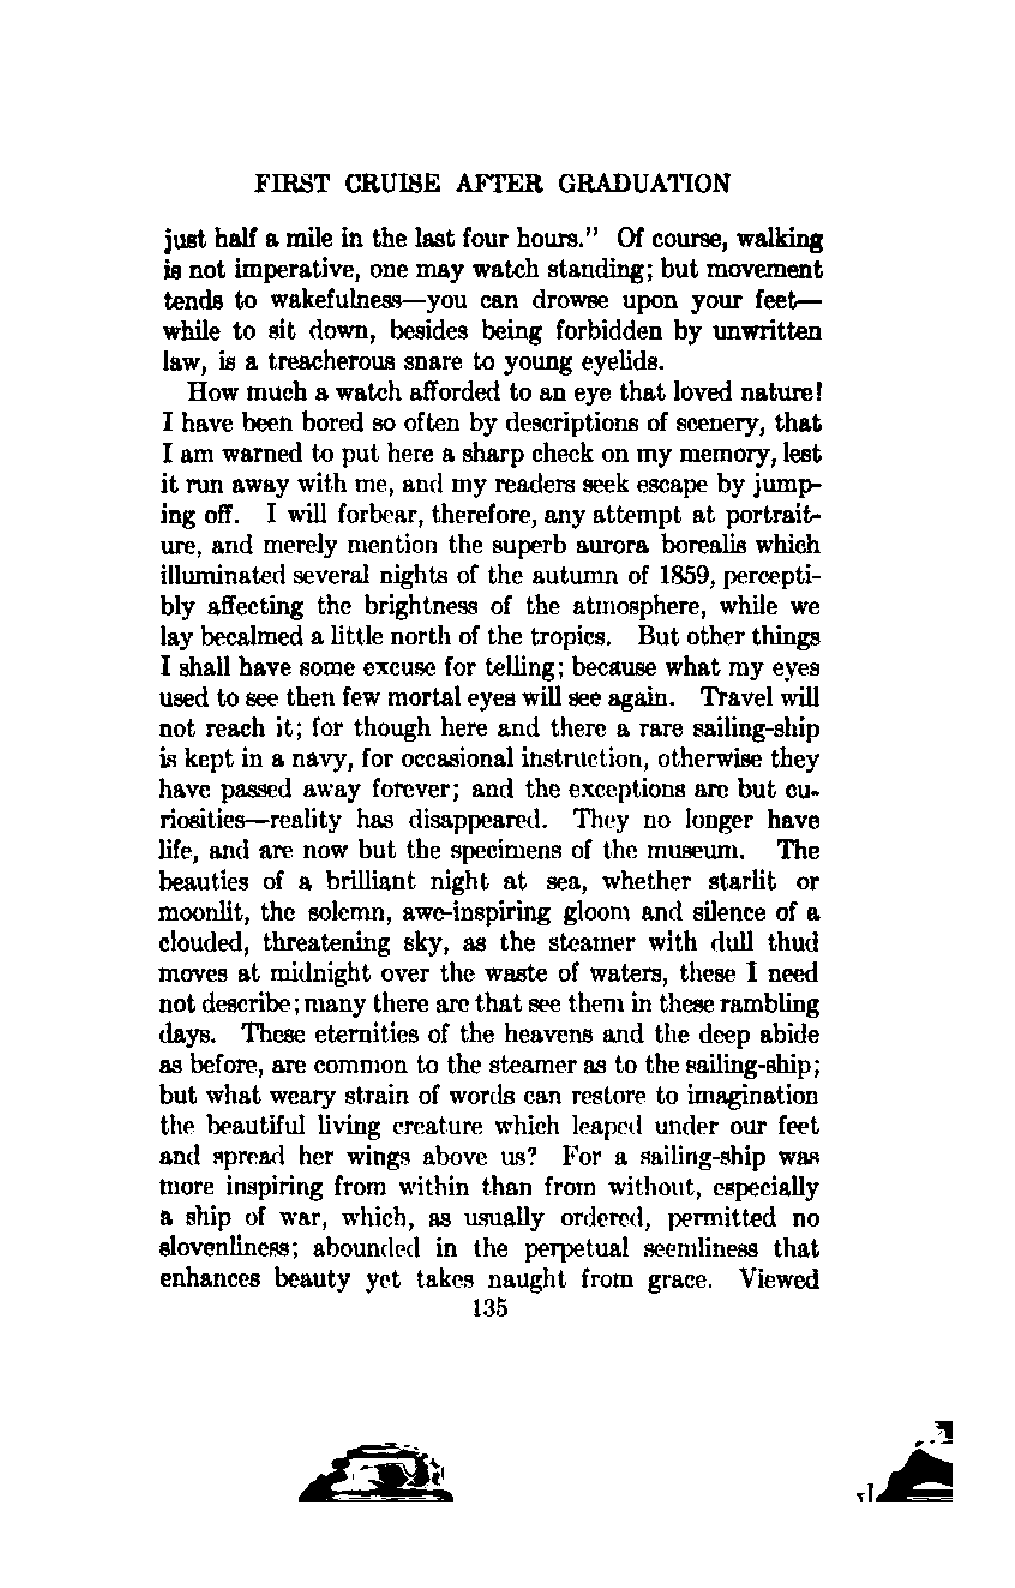 FIRST CRUISE AFTER GRADUATION
just half a mile in the last four hours." Of course, walking
is not imperative, one may watch standing; but movement
tends to wakefulness—you can drowse upon your feet—
while to sit down, besides being forbidden by unwritten
law, is a treacherous snare to young eyelids.
How much a watch afforded to an eye that loved nature!
I have been bored so often by descriptions of scenery, that
I am warned to put here a sharp check on my memory, lest
it run away with me, and my readers seek escape by jump-
ing off. I will forbear, therefore, any attempt at portrait-
ure, and merely mention the superb aurora borealis which
illuminated several nights of the autumn of 1859, percepti-
bly affecting the brightness of the atmosphere, while we
lay becalmed a little north of the tropics. But other things
I shall have some excuse for telling; because what my eyes
used to see then few mortal eyes will see again. Travel will
not reach it; for though here and there a rare sailing-ship
is kept in a navy, for occasional instruction, otherwise they
have passed away forever; and the exceptions are but cu-
riosities—reality has disappeared. They no longer have
life, and are now but the specimens of the museum. The
beauties of a brilliant night at sea, whether starlit or
moonlit, the solemn, awe-inspiring gloom and silence of a
clouded, threatening sky, as the steamer with dull thud
moves at midnight over the waste of waters, these I need
not describe; many there are that see them in these rambling
days. These eternities of the heavens and the deep abide
as before, are common to the steamer as to the sailing-ship;
but what weary strain of words can restore to imagination
the beautiful living creature which leaped under our feet
and spread her wings above us? For a sailing-ship was
more inspiring from within than from without, especially
a ship of war, which, as usually ordered, permitted no
slovenliness; abounded in the perpetual seemliness that
enhances beauty yet takes naught from grace. Viewed
135